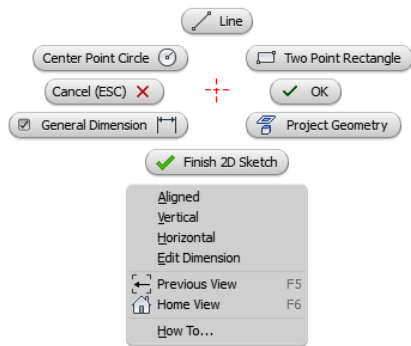 Line
Center Point Circle
Two Point Rectangle
Cancel (ESC)
OK
General Dimension
Project Geometry
Finish 2D Sketch
Aligned
Vertical
Horizontal
Edit Dimension
Previous View F5
Home View F6
How To...